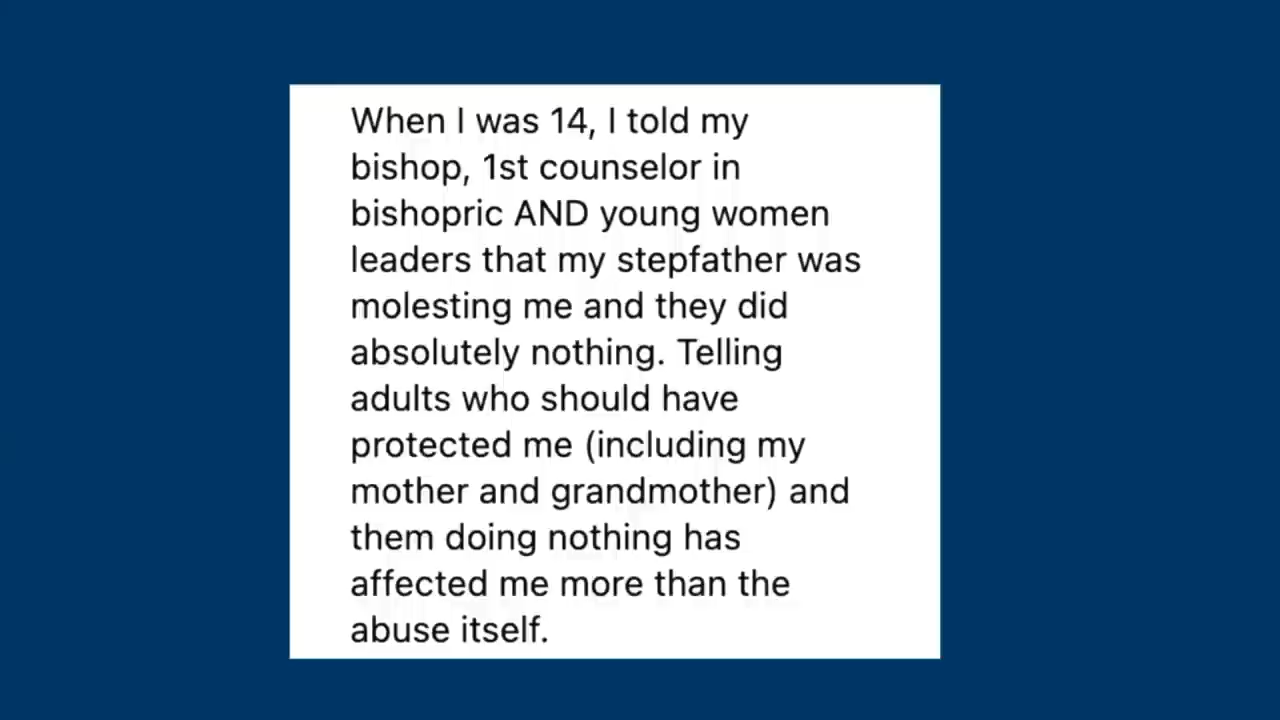 When I was 14, I told my
bishop, 1st counselor in
bishopric AND young women
leaders that my stepfather was
molesting me and they did
absolutely nothing. Telling
adults who should have
protected me (including my
mother and grandmother) and
them doing nothing has
affected me more than the
abuse itself.